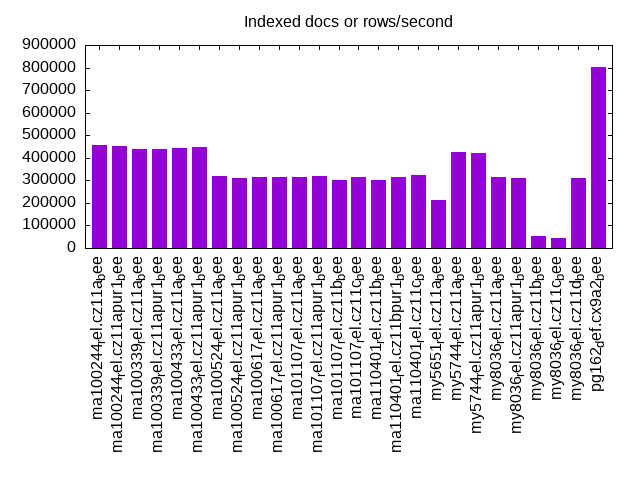 Indexed docs or rows/second
900000
800000
700000
600000
500000
400000
300000
200000
100000
0
ma100244_rel.cz11a_bee
ma100244_rel.cz11apur1_bee
ma100339_rel.cz11a_bee
ma100339_rel.cz11apur1_bee
ma100433_rel.cz11a_bee
ma100433_rel.cz11apur1_bee
ma100524_rel.cz11a_bee
ma100524_rel.cz11apur1_bee
ma100617_rel.cz11a_bee
ma100617_rel.cz11apur1_bee
ma101107_rel.cz11a_bee
ma101107_rel.cz11apur1_bee
ma101107_rel.cz11b_bee
ma101107_rel.cz11c_bee
ma110401_rel.cz11b_bee
ma110401_rel.cz11bpur1_bee
ma110401_rel.cz11c_bee
my5651_rel.cz11a_bee
my5744_rel.cz11a_bee
my5744_rel.cz11apur1_bee
my8036_rel.cz11a_bee
my8036_rel.cz11apur1_bee
my8036_rel.cz11b_bee
my8036_rel.cz11c_bee
my8036_rel.cz11d_bee
pg162_def.cx9a2_bee